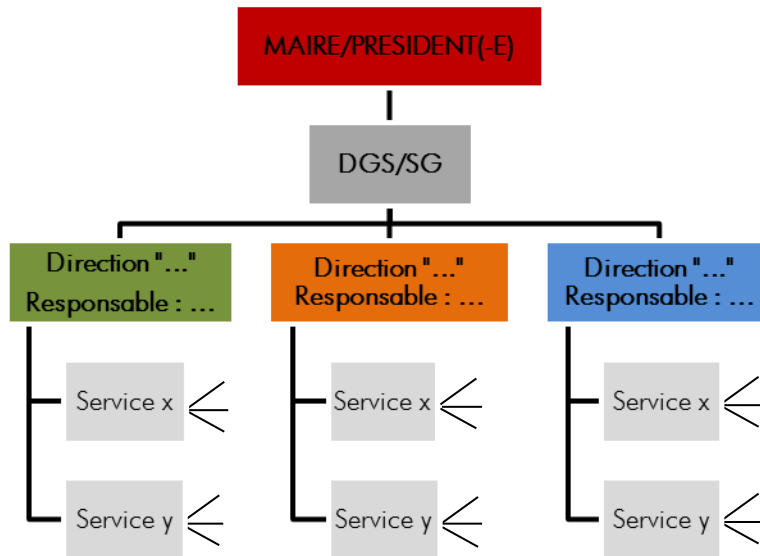 MAIRE/PRESIDENT(-E)
DGS/SG
Direction "..."
Responsable : ...
Direction "..."
Responsable : ...
Direction "..."
Responsable : ...
Service x
Service x
Service x
Service y
Service y
Service y